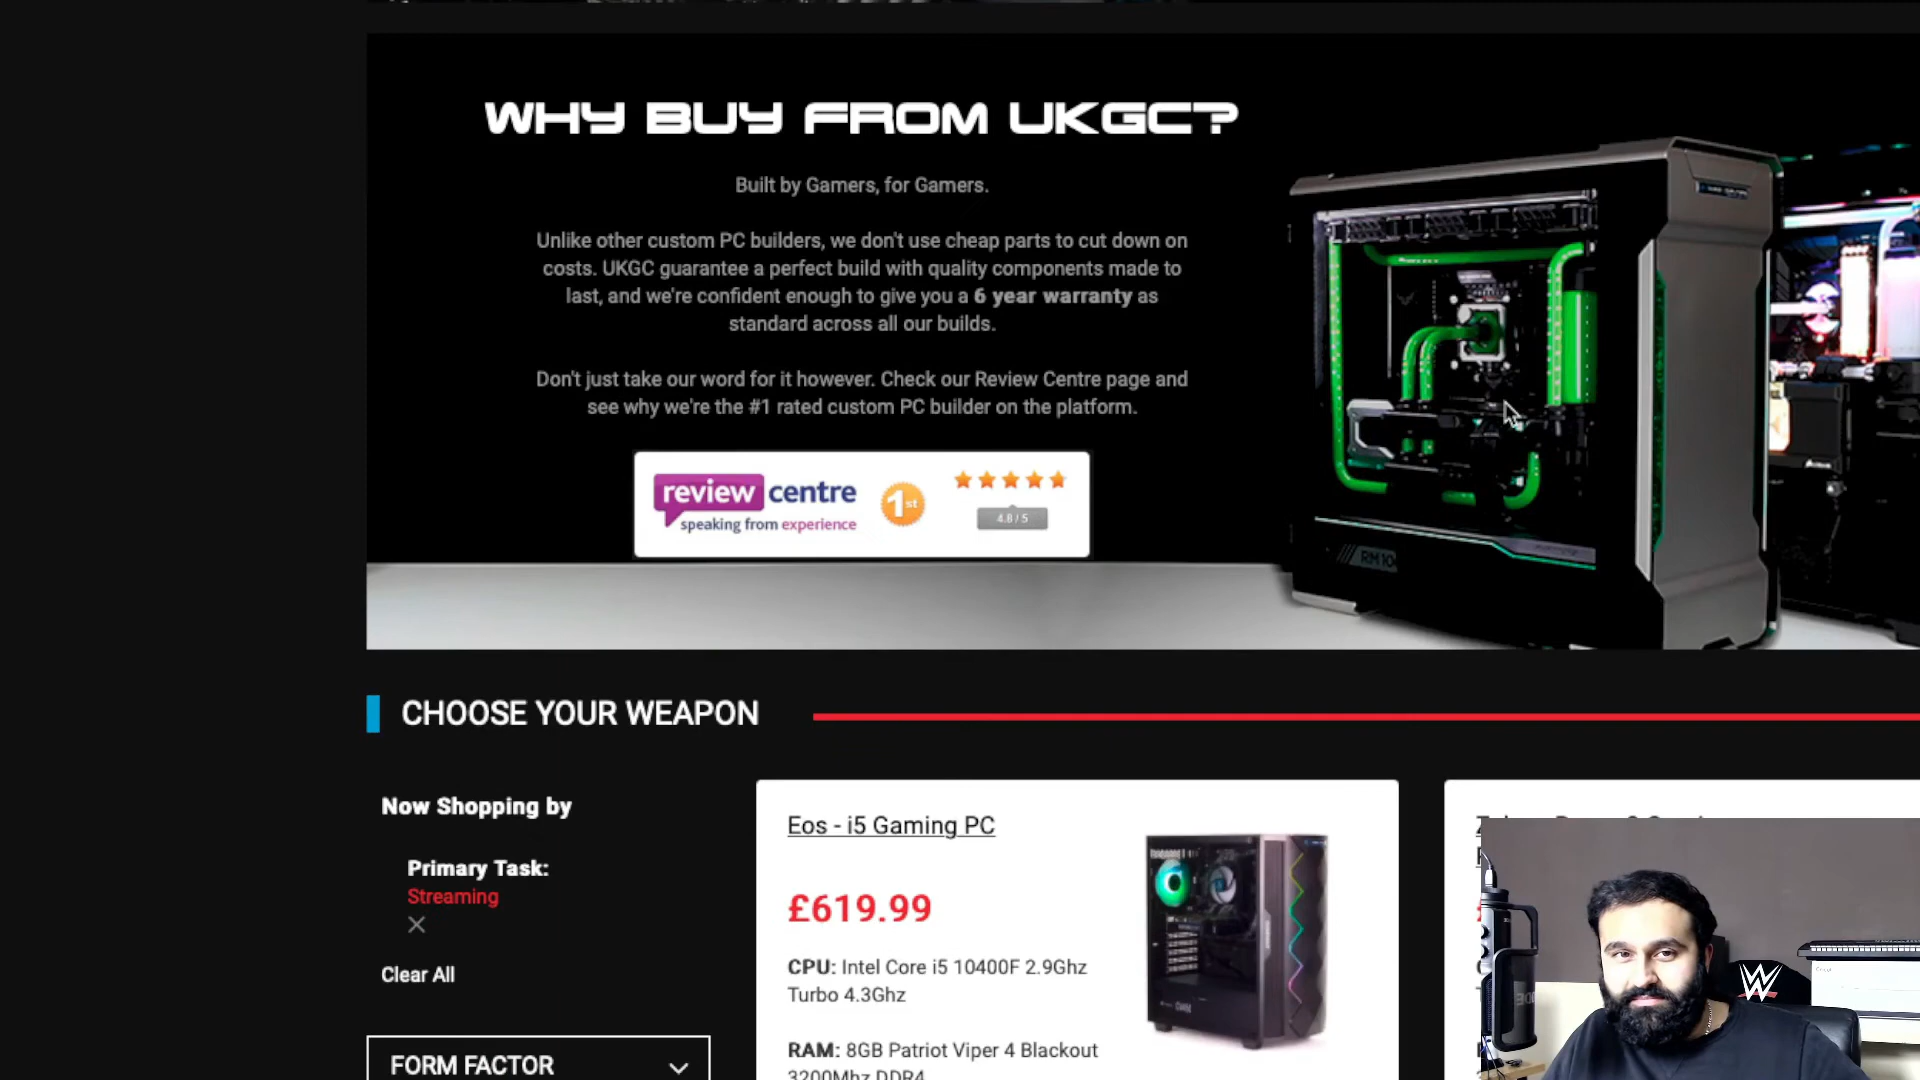 WHY BUY FROM UKGC?
Built by Gamers, for Gamers.
Unlike other custom PC builders, we don't use cheap parts to cut down on
costs. UKGC guarantee a perfect build with quality components made to
last, and we're confident enough to give you a 6 year warranty as
standard across all our builds.
Don't just take our word for it however. Check our Review Centre page and
see why we're the #1 rated custom PC builder on the platform.
review centre
speaking from experience
1st
4.8 / 5
CHOOSE YOUR WEAPON
Now Shopping by
Primary Task:
Streaming
Clear All
FORM FACTOR
Eos - i5 Gaming PC
£619.99
CPU: Intel Core i5 10400F 2.9Ghz
Turbo 4.3Ghz
RAM: 8GB Patriot Viper 4 Blackout
3200Mhz DDR4
W